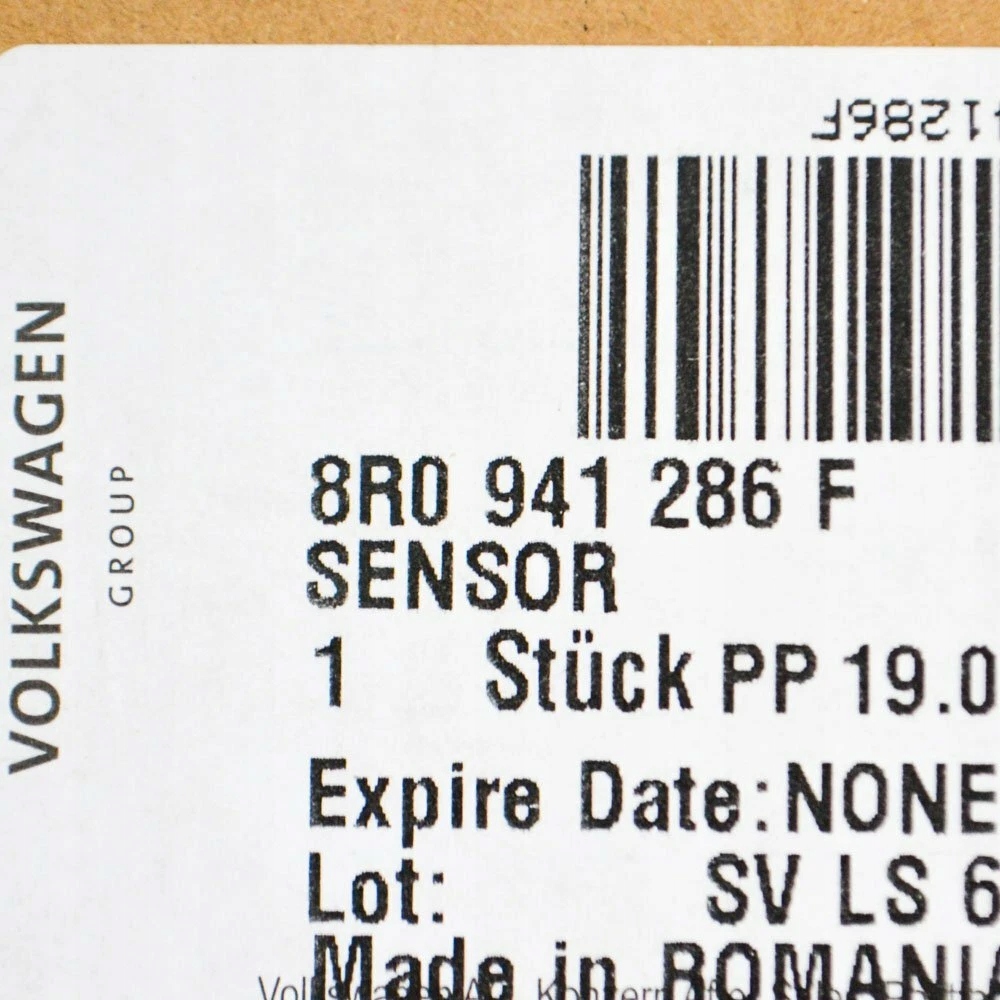 1286F
VOLKSWAGEN
GROUP
8R0 941 286 F
SENSOR
1 Stück PP 19.0
Expire Date:NONE
Lot: SV LS 6
Made in ROMANIA